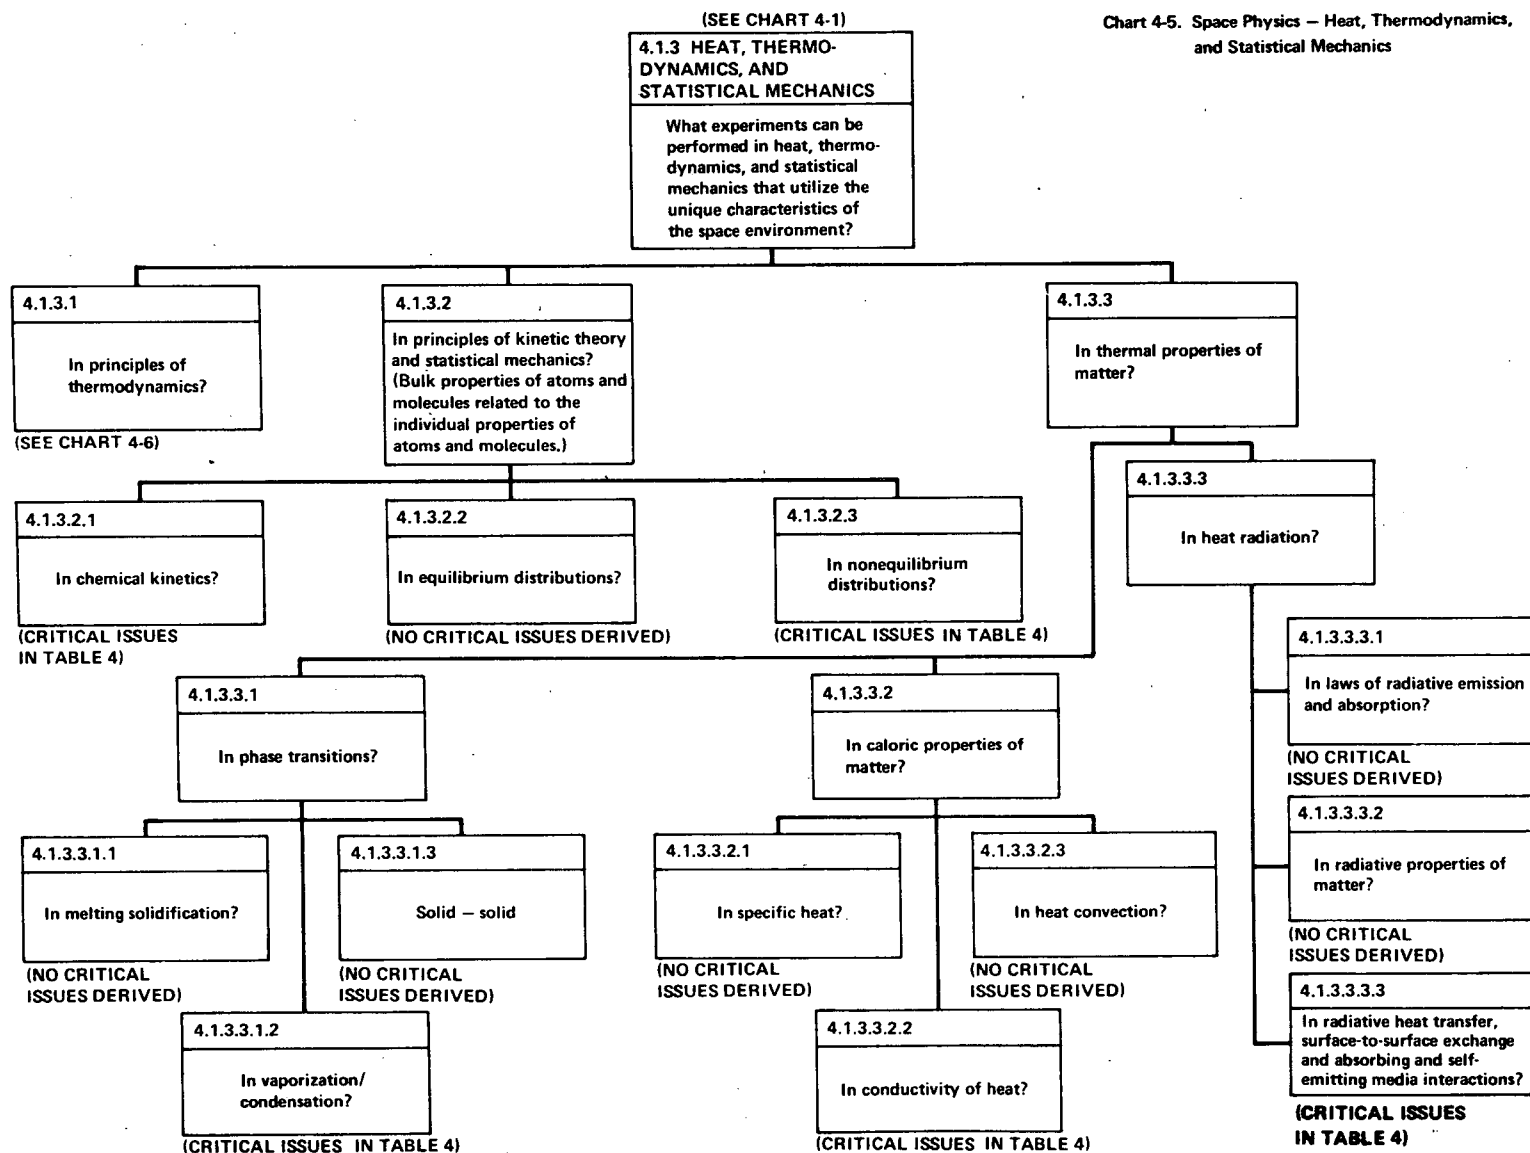 (SEE CHART 4-1)
Chart 4-5. Space Physics — Heat, Thermodynamics,
and Statistical Mechanics
4.1.3 HEAT, THERMO-
DYNAMICS, AND
STATISTICAL MECHANICS
What experiments can be
performed in heat, thermo-
dynamics, and statistical
mechanics that utilize the
unique characteristics of
the space environment?
4.1.3.1
In principles of
thermodynamics?
(SEE CHART 4-6)
4.1.3.2
In principles of kinetic theory
and statistical mechanics?
(Bulk properties of atoms and
molecules related to the
individual properties of
atoms and molecules.)
4.1.3.3
In thermal properties of
matter?
4.1.3.2.1
In chemical kinetics?
(CRITICAL ISSUES
IN TABLE 4)
4.1.3.2.2
In equilibrium distributions?
(NO CRITICAL ISSUES DERIVED)
4.1.3.2.3
In nonequilibrium
distributions?
(CRITICAL ISSUES IN TABLE 4)
4.1.3.3.3
In heat radiation?
4.1.3.3.1
In phase transitions?
4.1.3.3.2
In caloric properties of
matter?
4.1.3.3.3.1
In laws of radiative emission
and absorption?
(NO CRITICAL
ISSUES DERIVED)
4.1.3.3.3.2
In radiative properties of
matter?
(NO CRITICAL
ISSUES DERIVED)
4.1.3.3.3.3
In radiative heat transfer,
surface-to-surface exchange
and absorbing and self-
emitting media interactions?
(CRITICAL ISSUES
IN TABLE 4)
4.1.3.3.1.1
In melting solidification?
(NO CRITICAL
ISSUES DERIVED)
4.1.3.3.1.3
Solid — solid
(NO CRITICAL
ISSUES DERIVED)
4.1.3.3.2.1
In specific heat?
(NO CRITICAL
ISSUES DERIVED)
4.1.3.3.2.3
In heat convection?
(NO CRITICAL
ISSUES DERIVED)
4.1.3.3.1.2
In vaporization/
condensation?
(CRITICAL ISSUES IN TABLE 4)
4.1.3.3.2.2
In conductivity of heat?
(CRITICAL ISSUES IN TABLE 4)